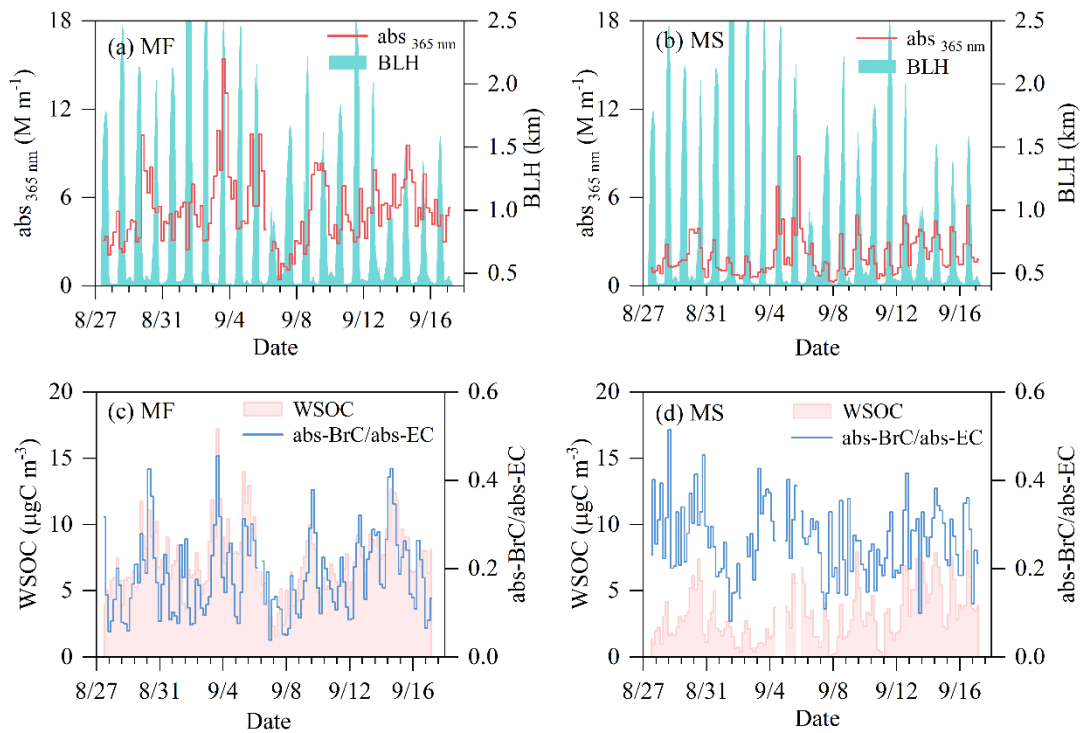 18
12
6
0
abs 365 nm (M m⁻¹)
(a) MF
abs 365 nm
BLH
2.5
2.0
1.5
1.0
0.5
BLH (km)
8/27 8/31 9/4 9/8 9/12 9/16
Date
18
12
6
0
abs 365 nm (M m⁻¹)
(b) MS
abs 365 nm
BLH
2.5
2.0
1.5
1.0
0.5
BLH (km)
8/27 8/31 9/4 9/8 9/12 9/16
Date
20
15
10
5
0
WSOC (μgC m⁻³)
(c) MF
WSOC
abs-BrC/abs-EC
0.6
0.4
0.2
0.0
abs-BrC/abs-EC
8/27 8/31 9/4 9/8 9/12 9/16
Date
20
15
10
5
0
WSOC (μgC m⁻³)
(d) MS
WSOC
abs-BrC/abs-EC
0.6
0.4
0.2
0.0
abs-BrC/abs-EC
8/27 8/31 9/4 9/8 9/12 9/16
Date